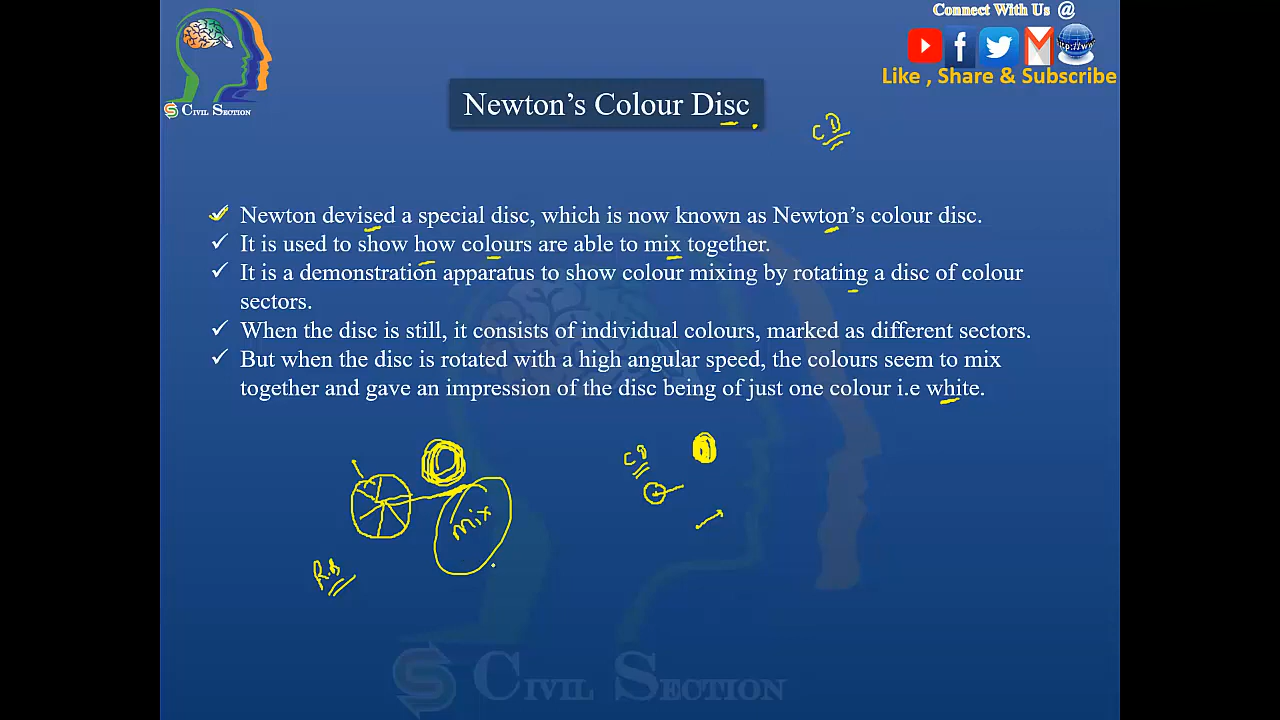 Connect With Us @
http://www
Like , Share & Subscribe
CIVIL SECTION
Newton's Colour Disc
CD
✓ Newton devised a special disc, which is now known as Newton's colour disc.
✓ It is used to show how colours are able to mix together.
✓ It is a demonstration apparatus to show colour mixing by rotating a disc of colour
sectors.
✓ When the disc is still, it consists of individual colours, marked as different sectors.
✓ But when the disc is rotated with a high angular speed, the colours seem to mix
together and gave an impression of the disc being of just one colour i.e white.
mix
CIVIL SECTION